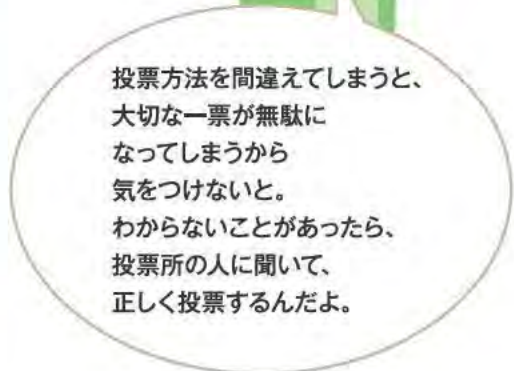 投票方法を間違えてしまうと、
大切な一票が無駄に
なってしまうから
気をつけないと。
わからないことがあったら、
投票所の人に聞いて、
正しく投票するんだよ。